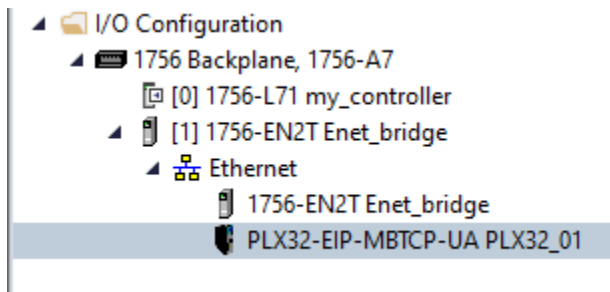 I/O Configuration
1756 Backplane, 1756-A7
[0] 1756-L71 my_controller
[1] 1756-EN2T Enet_bridge
Ethernet
1756-EN2T Enet_bridge
PLX32-EIP-MBTCP-UA PLX32_01